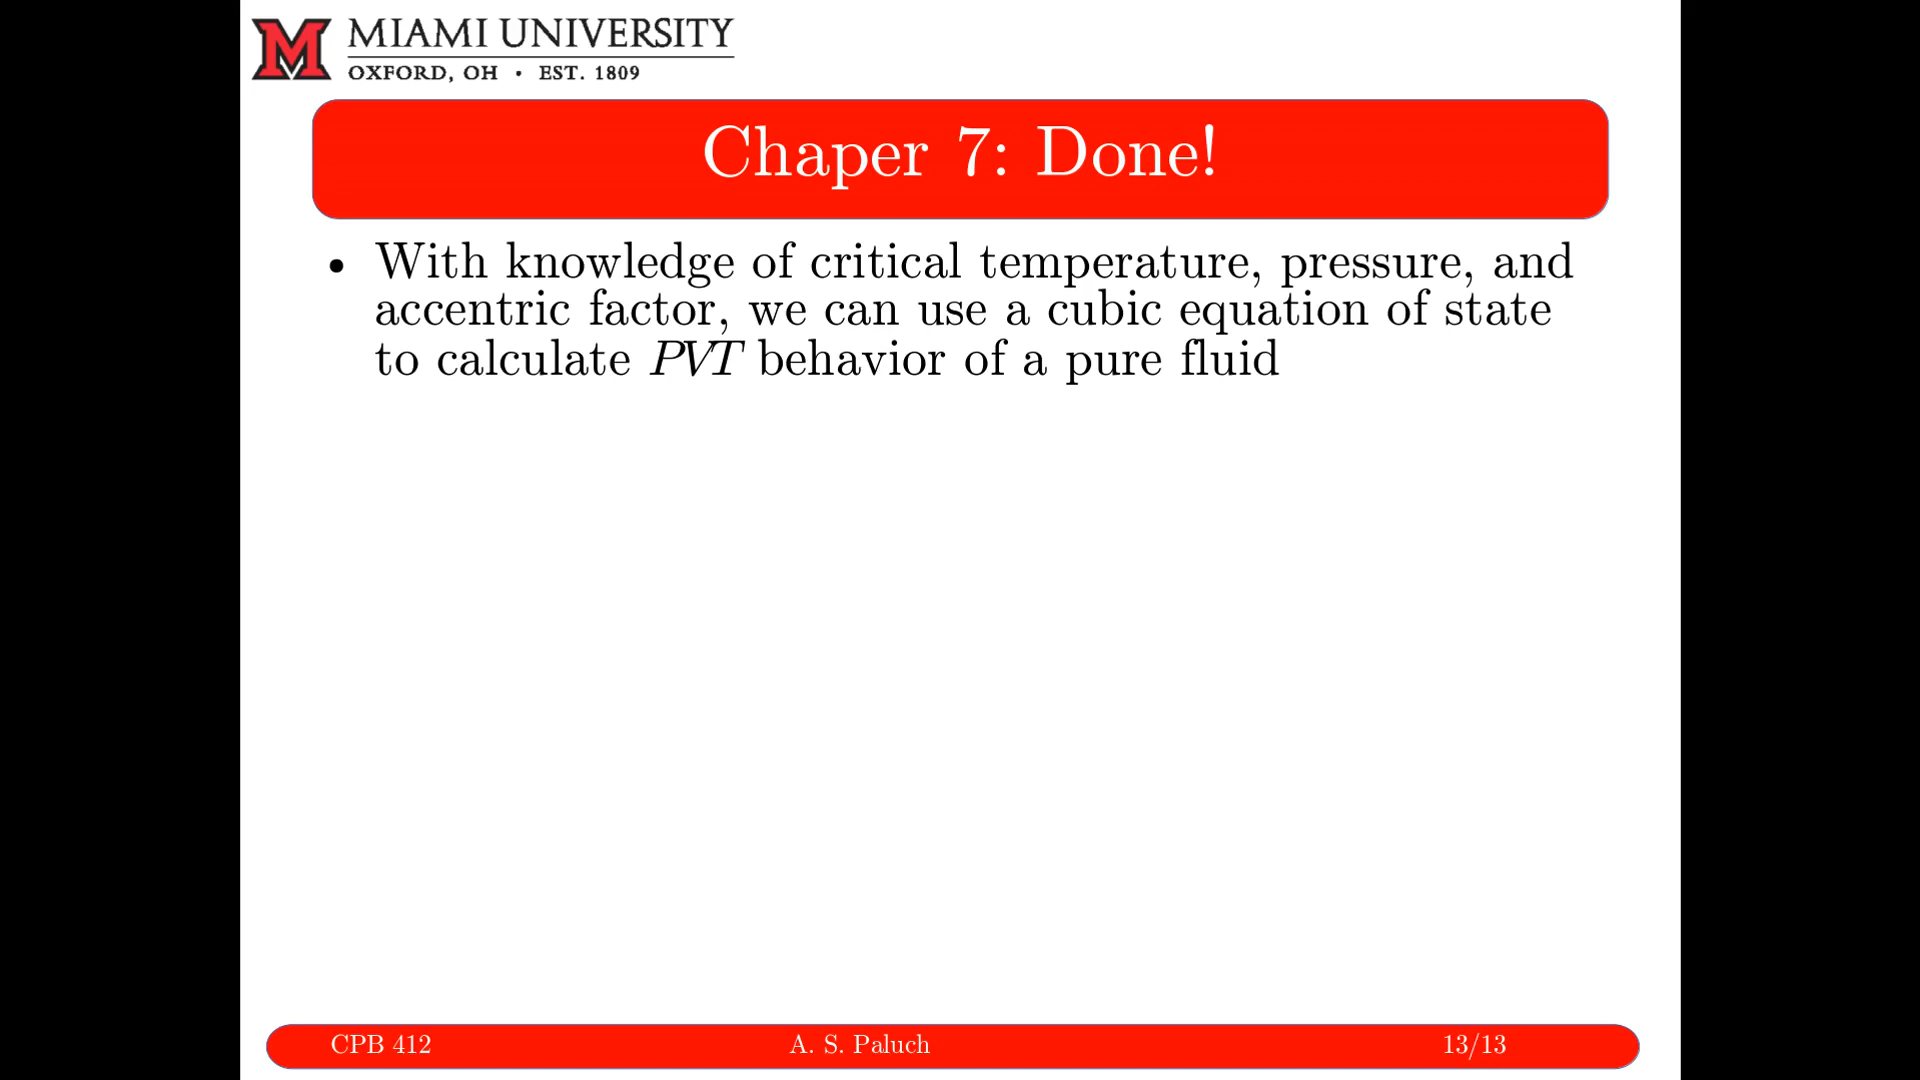 MIAMI UNIVERSITY
OXFORD, OH • EST. 1809
Chaper 7: Done!
• With knowledge of critical temperature, pressure, and
accentric factor, we can use a cubic equation of state
to calculate PVT behavior of a pure fluid
CPB 412 A. S. Paluch 13/13